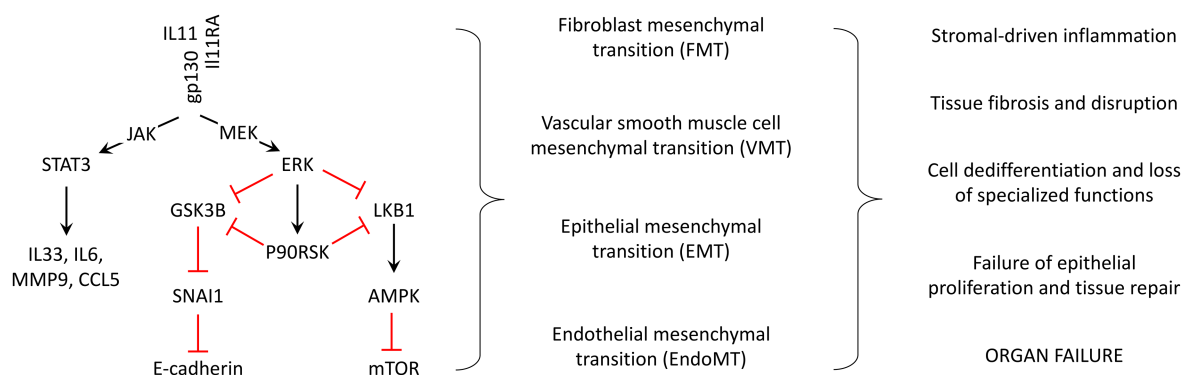 IL11
Il11RA
gp130
JAK
MEK
STAT3
ERK
GSK3B
LKB1
P90RSK
IL33, IL6,
MMP9, CCL5
SNAI1
AMPK
E-cadherin
mTOR
Fibroblast mesenchymal
transition (FMT)
Vascular smooth muscle cell
mesenchymal transition (VMT)
Epithelial mesenchymal
transition (EMT)
Endothelial mesenchymal
transition (EndoMT)
Stromal-driven inflammation
Tissue fibrosis and disruption
Cell dedifferentiation and loss
of specialized functions
Failure of epithelial
proliferation and tissue repair
ORGAN FAILURE